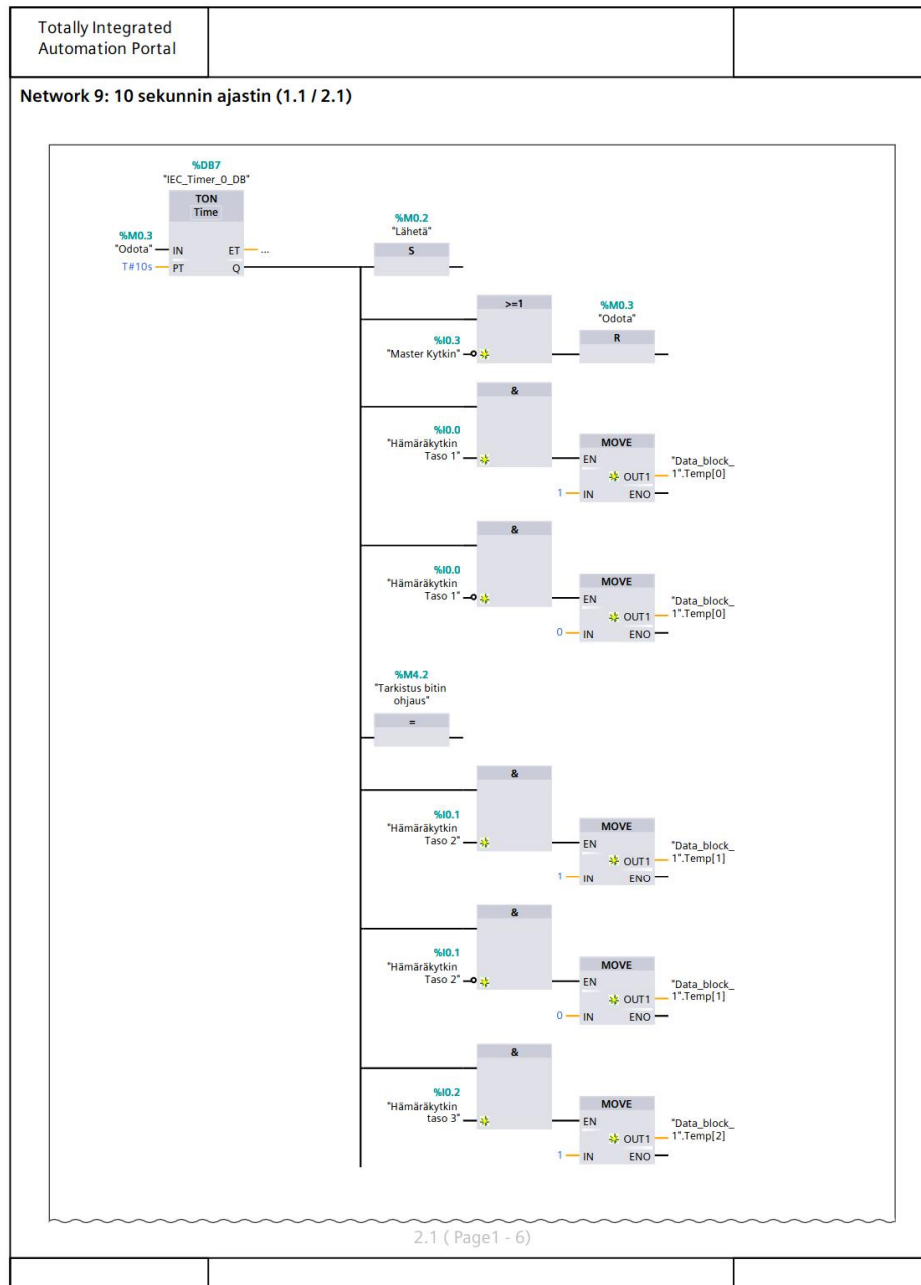 Totally Integrated
Automation Portal
Network 9: 10 sekunnin ajastin (1.1 / 2.1)
%DB7
"IEC_Timer_0_DB"
TON
Time
%M0.3
"Odota"
IN
ET
...
T#10s
PT
Q
%M0.2
"Lähetä"
S
>=1
%I0.3
"Master Kytkin"
%M0.3
"Odota"
R
&
%I0.0
"Hämäräkytkin
Taso 1"
MOVE
EN
OUT1
"Data_block_
1".Temp[0]
1
IN
ENO
&
%I0.0
"Hämäräkytkin
Taso 1"
MOVE
EN
OUT1
"Data_block_
1".Temp[0]
0
IN
ENO
%M4.2
"Tarkistus bitin
ohjaus"
=
&
%I0.1
"Hämäräkytkin
Taso 2"
MOVE
EN
OUT1
"Data_block_
1".Temp[1]
1
IN
ENO
&
%I0.1
"Hämäräkytkin
Taso 2"
MOVE
EN
OUT1
"Data_block_
1".Temp[1]
0
IN
ENO
&
%I0.2
"Hämäräkytkin
taso 3"
MOVE
EN
OUT1
"Data_block_
1".Temp[2]
1
IN
ENO
2.1 ( Page1 - 6)